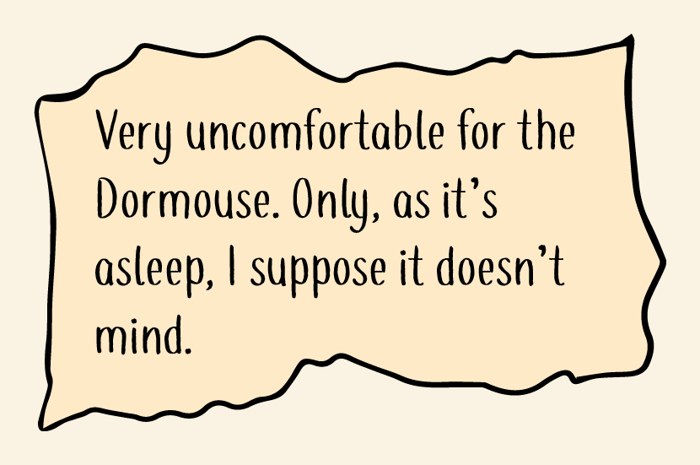 Very uncomfortable for the
Dormouse. Only, as it’s
asleep, I suppose it doesn’t
mind.